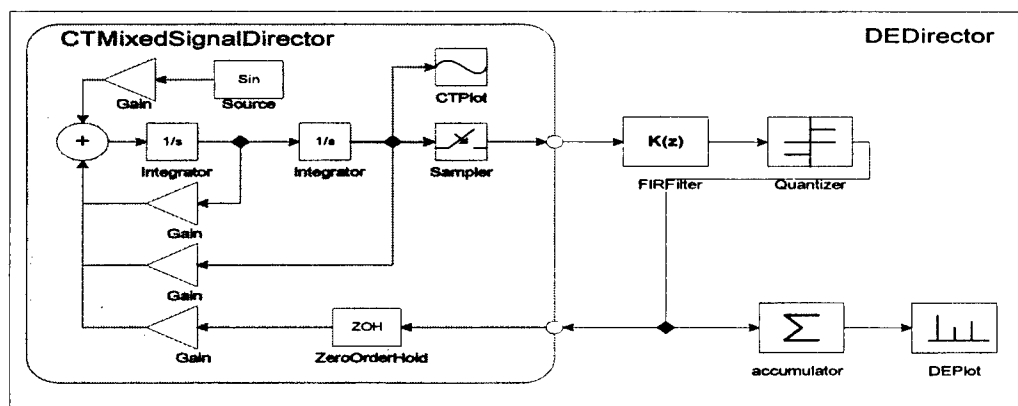 CTMixedSignalDirector
DEDirector
Sin
Gain
Source
CTPlot
+
1/s
1/s
K(z)
Integrator
Integrator
Sampler
FIRFilter
Quantizer
Gain
Gain
ZOH
Σ
Gain
ZeroOrderHold
accumulator
DEPlot